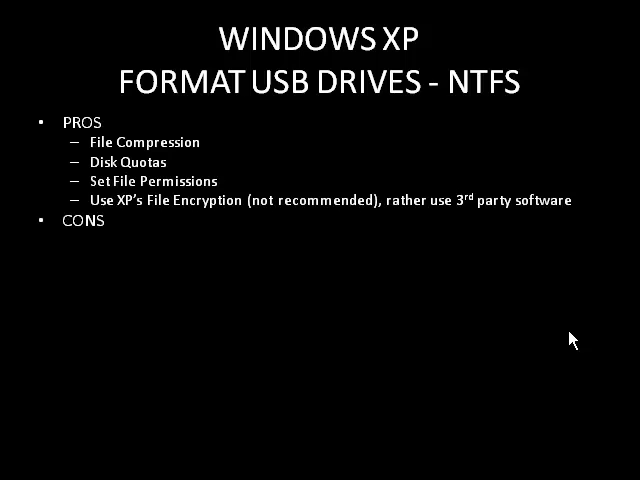 WINDOWS XP
FORMAT USB DRIVES - NTFS
• PROS
– File Compression
– Disk Quotas
– Set File Permissions
– Use XP's File Encryption (not recommended), rather use 3rd party software
• CONS